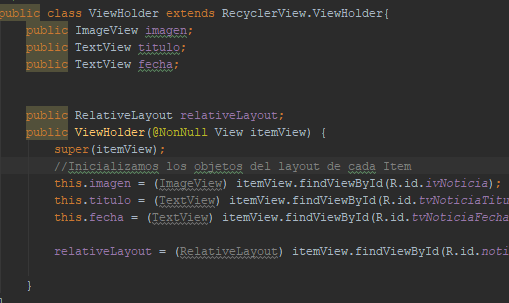 public class ViewHolder extends RecyclerView.ViewHolder{
public ImageView imagen;
public TextView titulo;
public TextView fecha;
public RelativeLayout relativeLayout;
public ViewHolder(@NonNull View itemView) {
super(itemView);
//Inicializamos los objetos del layout de cada Item
this.imagen = (ImageView) itemView.findViewById(R.id.ivNoticia);
this.titulo = (TextView) itemView.findViewById(R.id.tvNoticiaTitu
this.fecha = (TextView) itemView.findViewById(R.id.tvNoticiaFecha
relativeLayout = (RelativeLayout) itemView.findViewById(R.id.noti
}